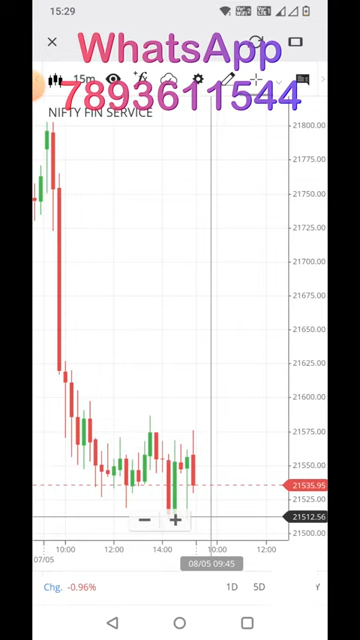 15:29
WhatsApp
15m
7893611544
NIFTY FIN SERVICE
21800.00
21775.00
21750.00
21725.00
21700.00
21675.00
21650.00
21625.00
21600.00
21575.00
21550.00
21535.95
21525.00
21512.56
21500.00
10:00 12:00 14:00 10:00 12:00
07/05 08/05 09:45
Chg. -0.96% 1D 5D Y